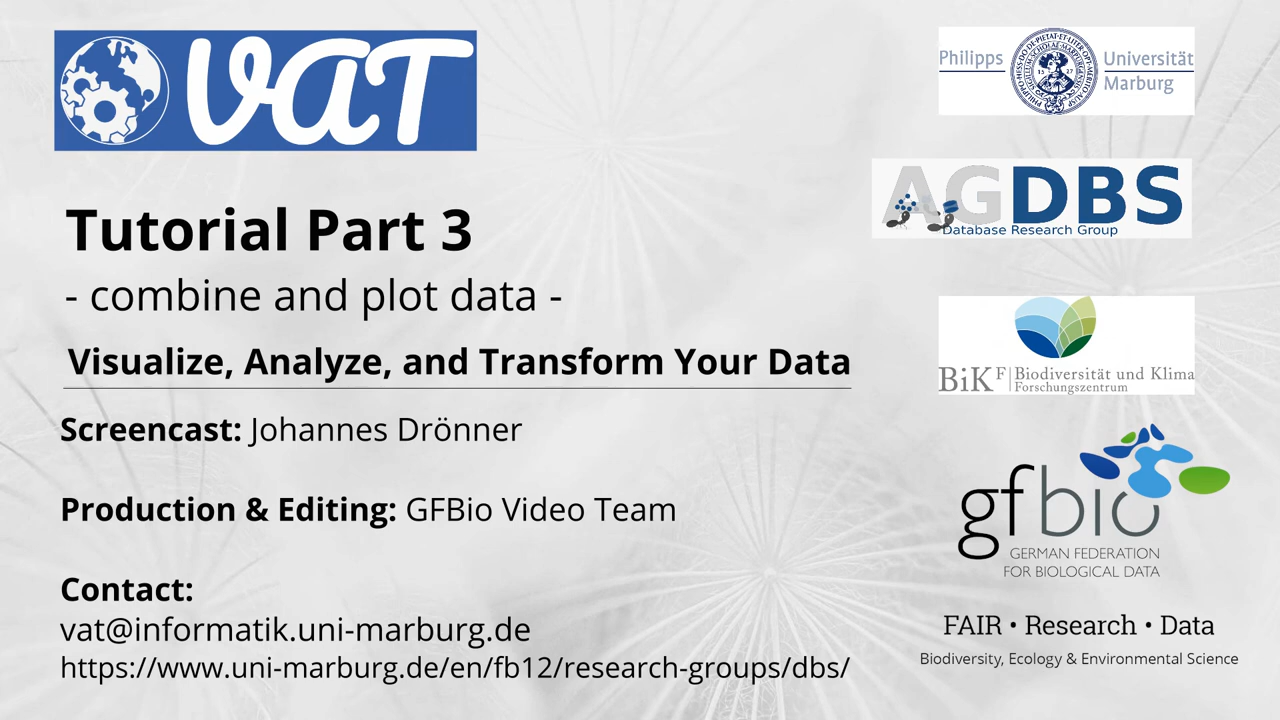 VAT
Tutorial Part 3
- combine and plot data -
Visualize, Analyze, and Transform Your Data
Screencast: Johannes Drönner
Production & Editing: GFBio Video Team
Contact:
vat@informatik.uni-marburg.de
https://www.uni-marburg.de/en/fb12/research-groups/dbs/
Philipps Universität
Marburg
1527
AGDBS
Database Research Group
BiK F Biodiversität und Klima
Forschungszentrum
gfbio
GERMAN FEDERATION
FOR BIOLOGICAL DATA
FAIR • Research • Data
Biodiversity, Ecology & Environmental Science